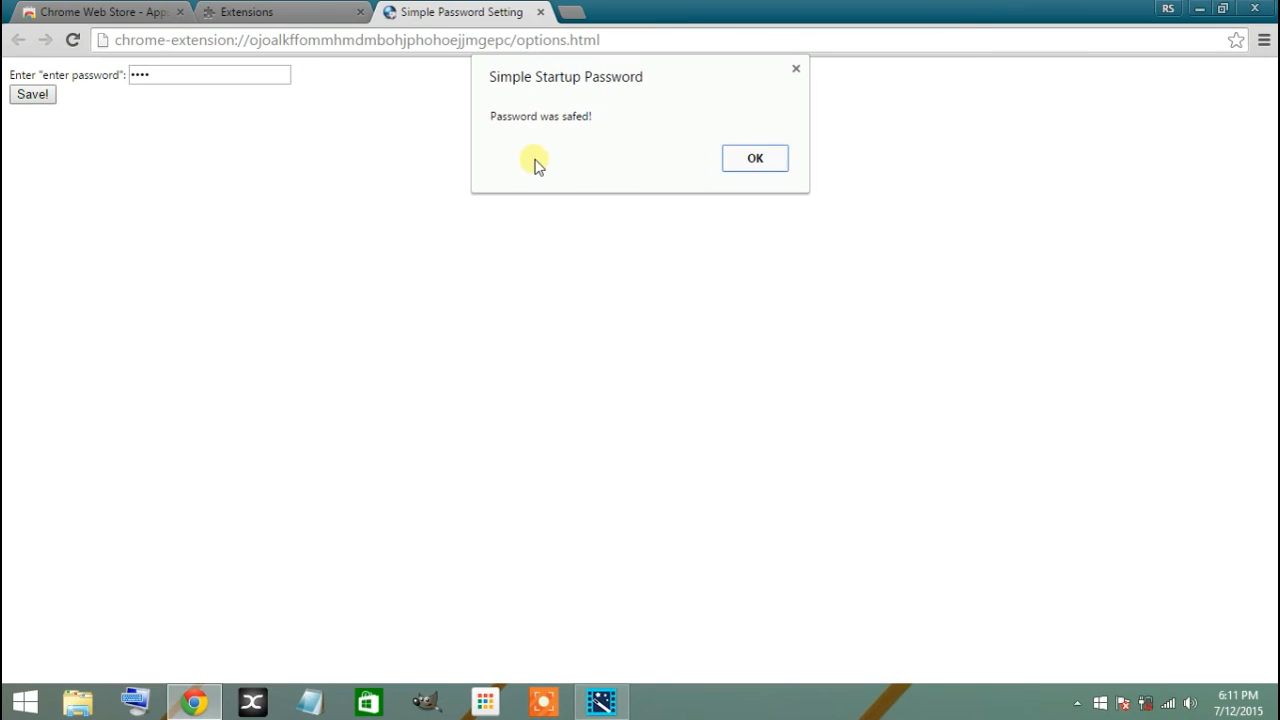 Chrome Web Store - Apps
Extensions
Simple Password Setting
RS
chrome-extension://ojoalkffommhmdmbohjphohoejjmgepc/options.html
Enter "enter password": ••••
Save!
Simple Startup Password
Password was safed!
OK
6:11 PM
7/12/2015